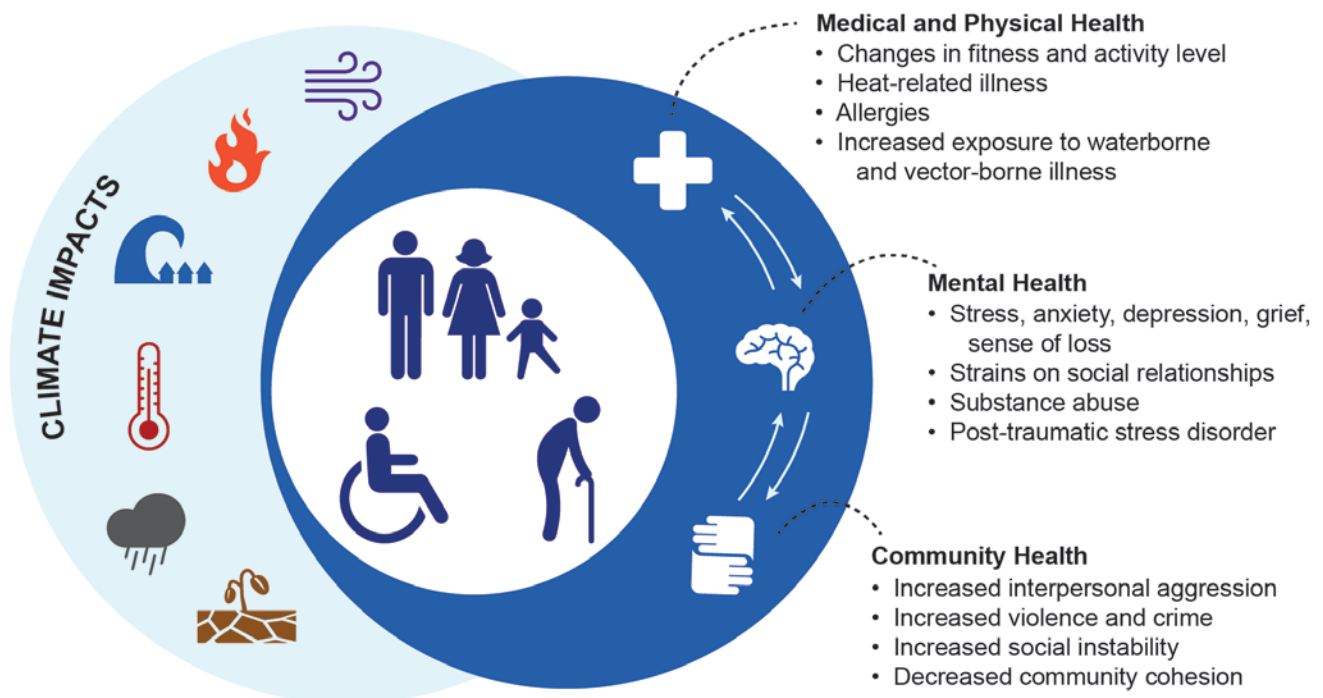 CLIMATE IMPACTS
Medical and Physical Health
• Changes in fitness and activity level
• Heat-related illness
• Allergies
• Increased exposure to waterborne
and vector-borne illness
Mental Health
• Stress, anxiety, depression, grief,
sense of loss
• Strains on social relationships
• Substance abuse
• Post-traumatic stress disorder
Community Health
• Increased interpersonal aggression
• Increased violence and crime
• Increased social instability
• Decreased community cohesion